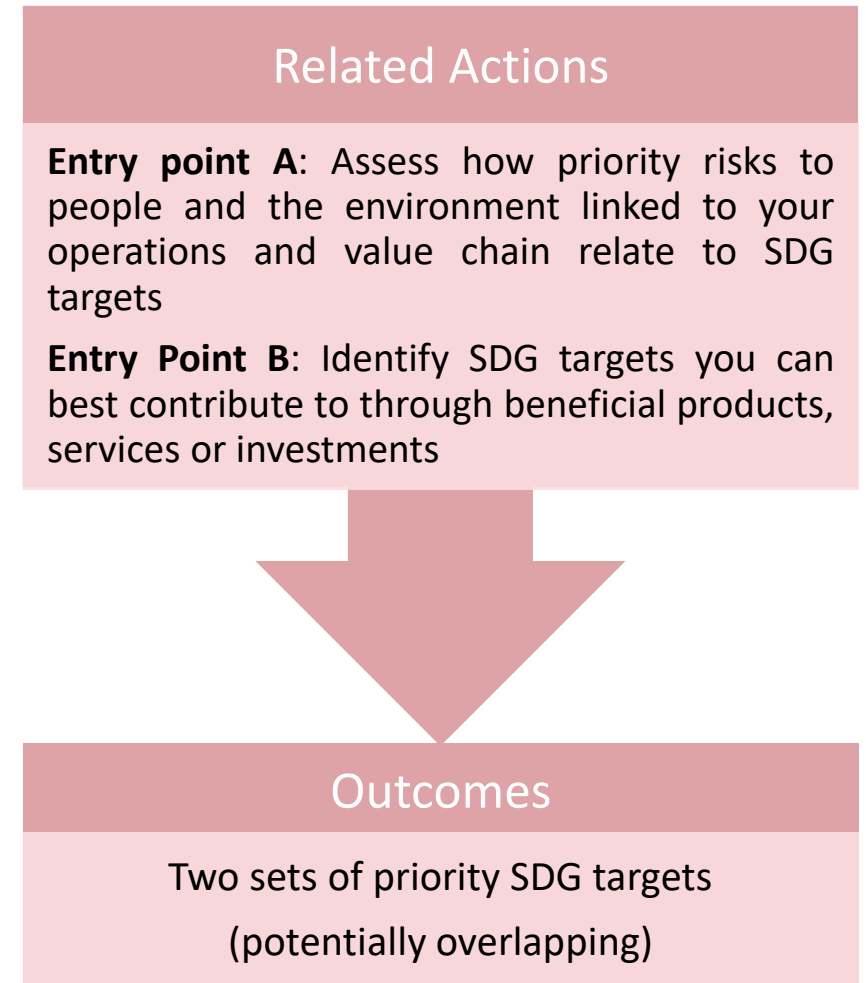 Related Actions
Entry point A: Assess how priority risks to
people and the environment linked to your
operations and value chain relate to SDG
targets
Entry Point B: Identify SDG targets you can
best contribute to through beneficial products,
services or investments
Outcomes
Two sets of priority SDG targets
(potentially overlapping)